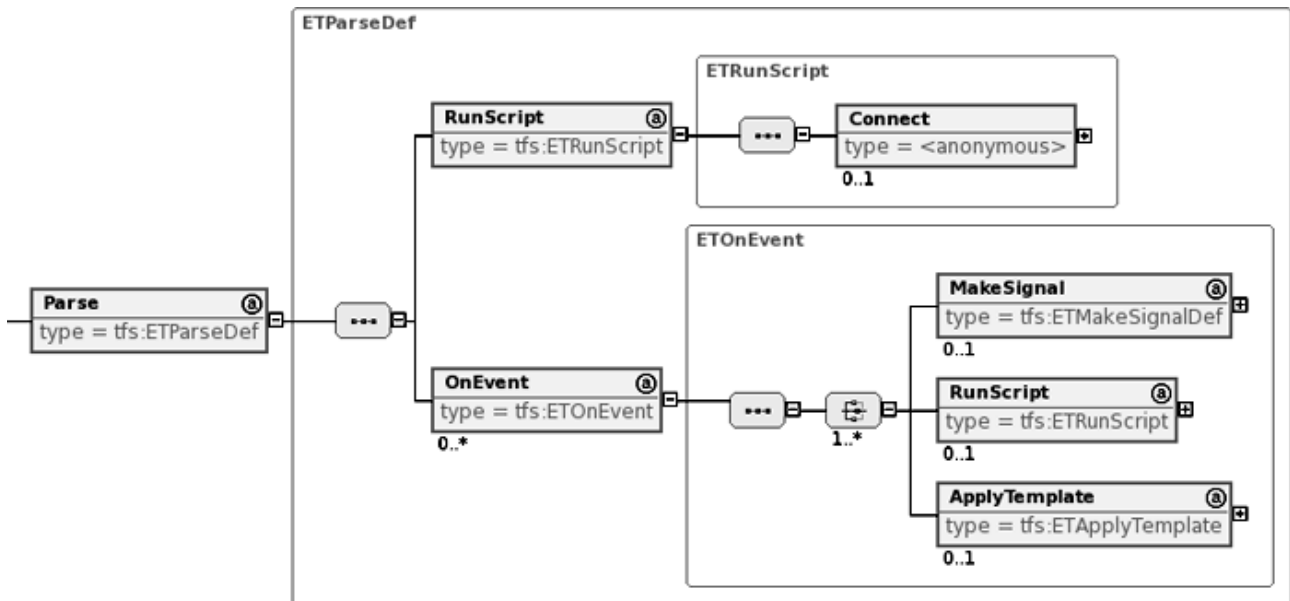 ETParseDef
ETRunScript
RunScript
type = tfs:ETRunScript
Connect
type = <anonymous>
0..1
ETOnEvent
MakeSignal
type = tfs:ETMakeSignalDef
0..1
Parse
type = tfs:ETParseDef
OnEvent
type = tfs:ETOnEvent
0..*
1..*
RunScript
type = tfs:ETRunScript
0..1
ApplyTemplate
type = tfs:ETApplyTemplate
0..1